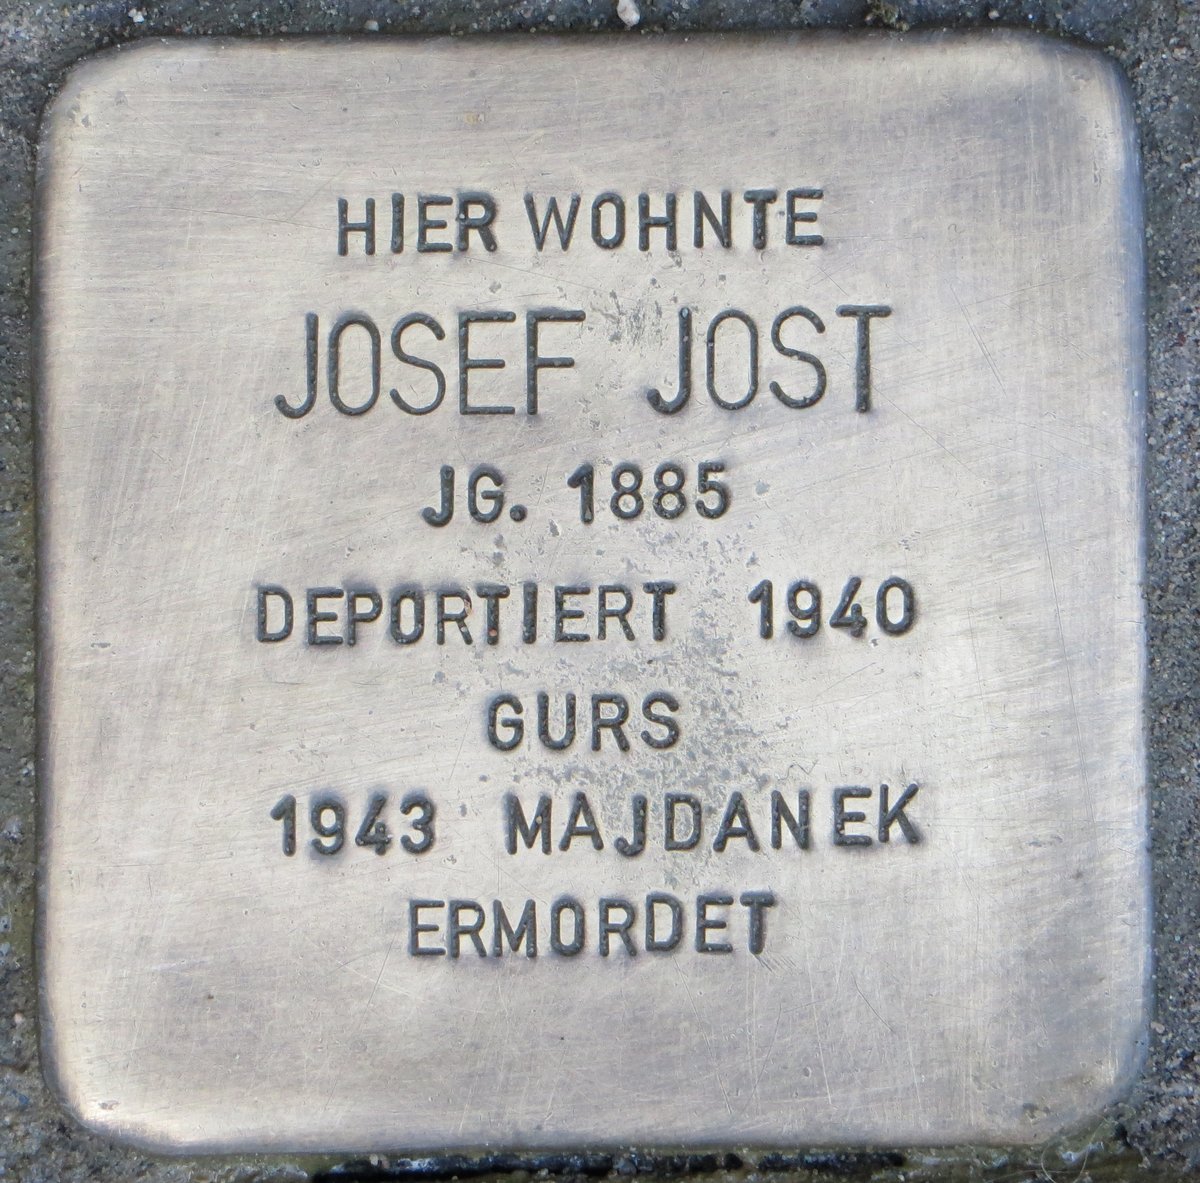 HIER WOHNTE
JOSEF JOST
JG. 1885
DEPORTIERT 1940
GURS
1943 MAJDANEK
ERMORDET